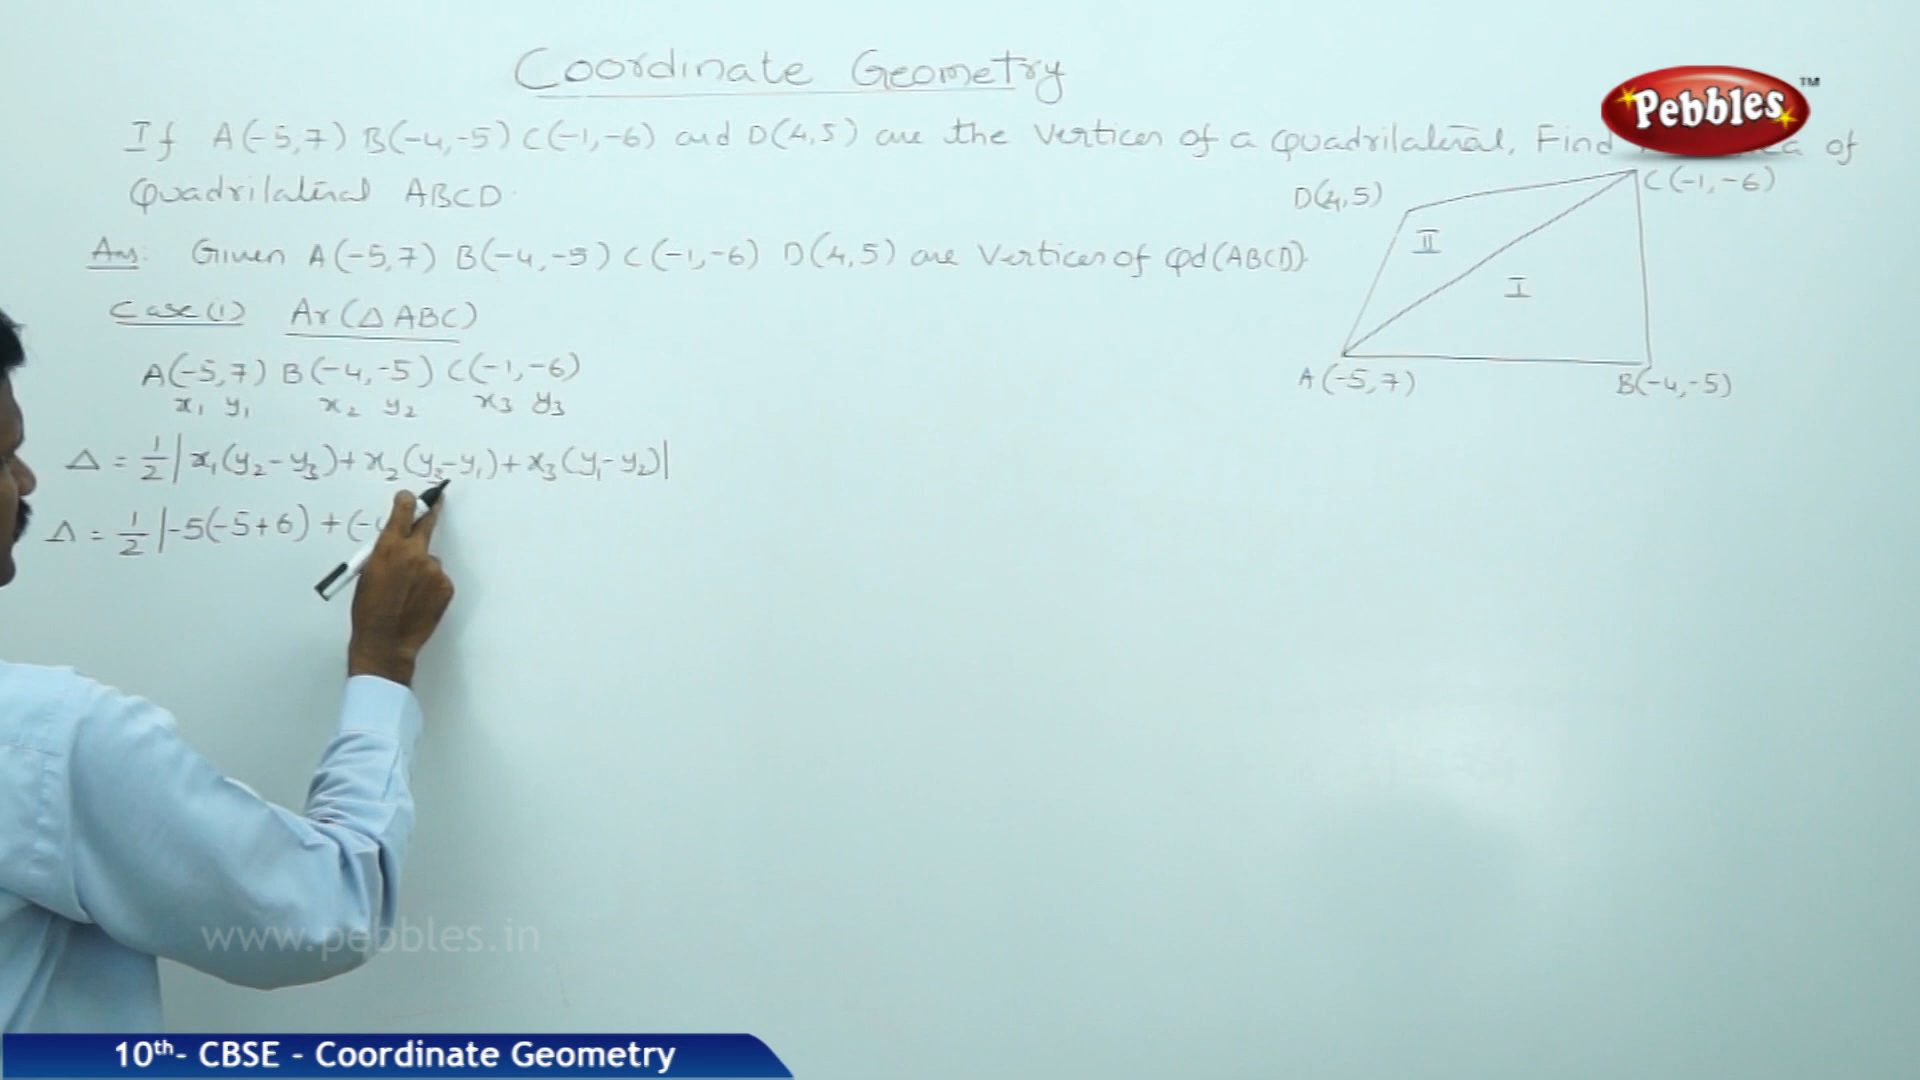 Coordinate Geometry
Pebbles™
If A(-5,7) B(-4,-5) C(-1,-6) and D(4,5) are the vertices of a Quadrilateral, Find of
Quadrilateral ABCD.
D(4,5)
C(-1,-6)
II
I
A(-5,7)
B(-4,-5)
Ans: Given A(-5,7) B(-4,-5) C(-1,-6) D(4,5) are vertices of Qd(ABCD).
Case(1) Ar(△ABC)
A(-5,7) B(-4,-5) C(-1,-6)
x₁ y₁ x₂ y₂ x₃ y₃
△ = 1/2 |x₁(y₂-y₃)+x₂(y₃-y₁)+x₃(y₁-y₂)|
△ = 1/2 |-5(-5+6)+(-4
www.pebbles.in
10th- CBSE - Coordinate Geometry